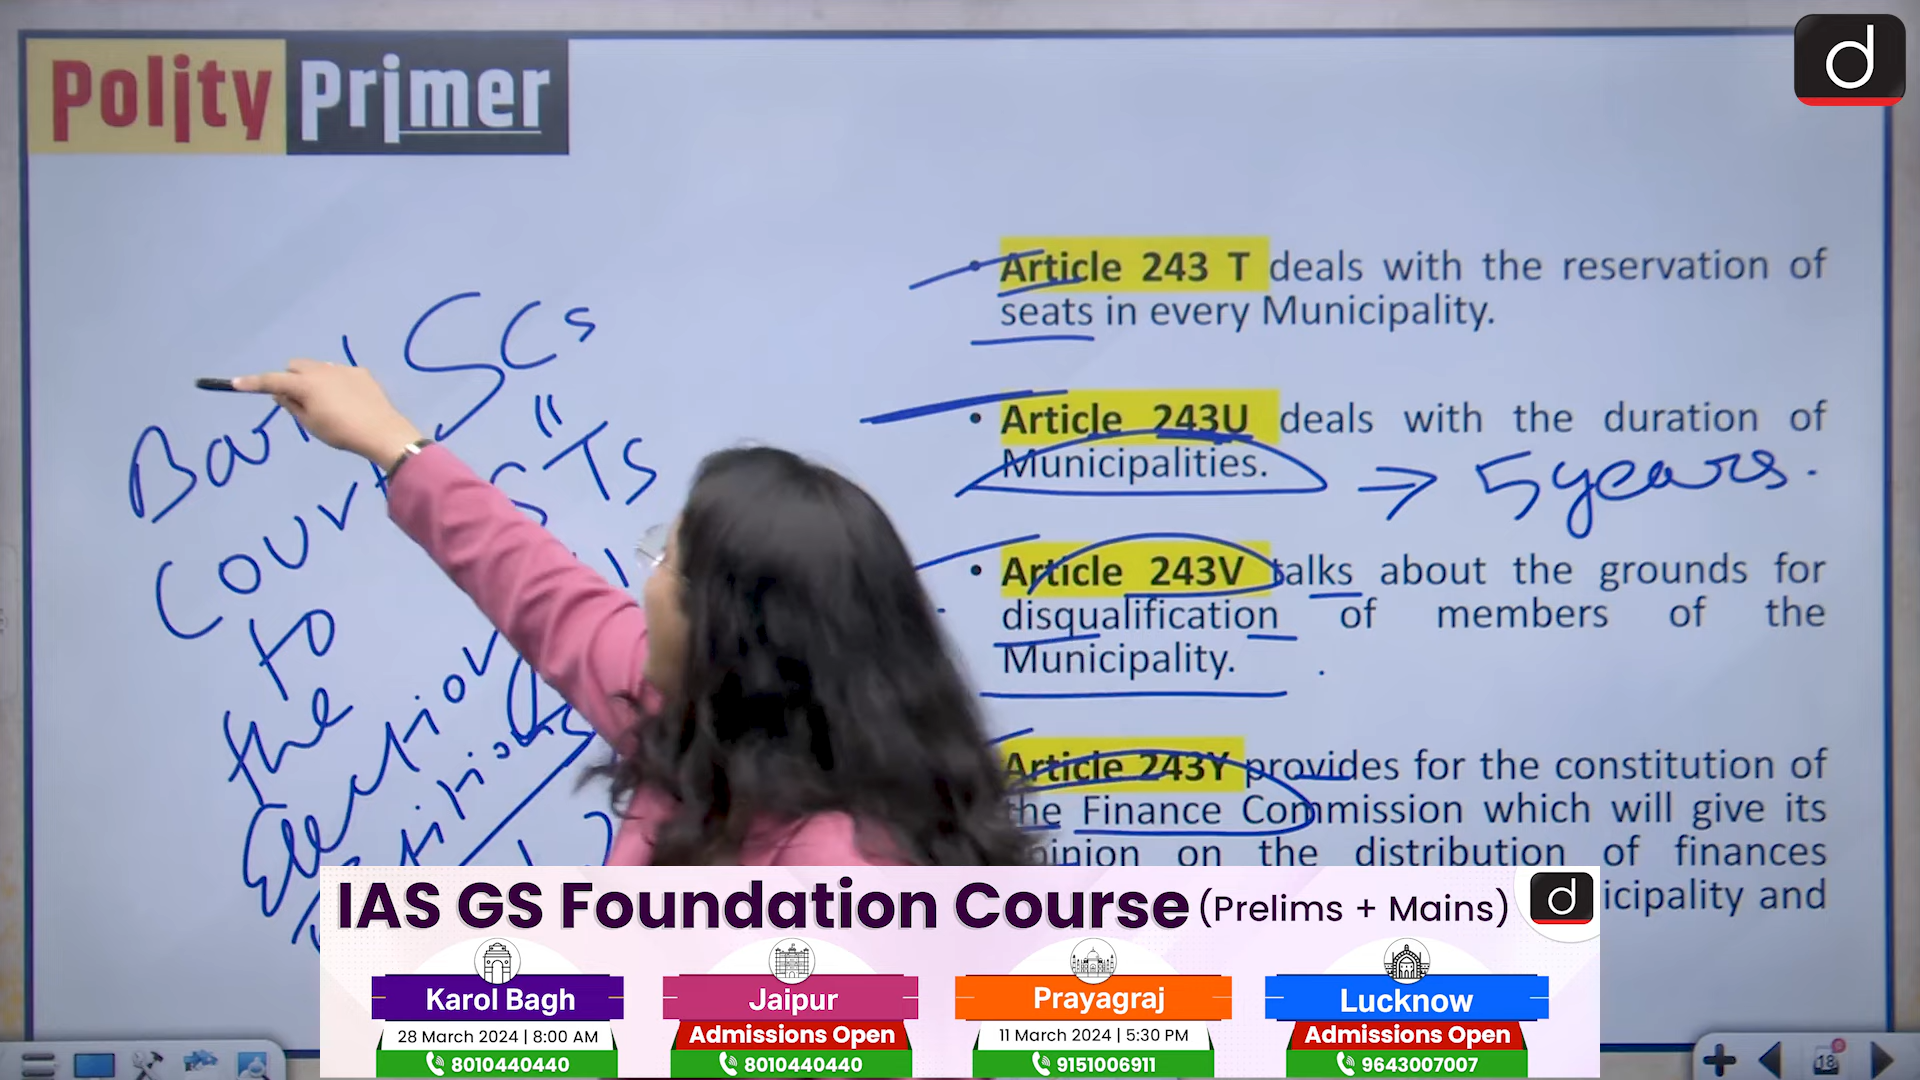 Polity Primer
d
• Article 243 T deals with the reservation of
seats in every Municipality.
• Article 243U deals with the duration of
Municipalities. → 5 years.
• Article 243V talks about the grounds for
disqualification of members of the
Municipality.
Article 243Y provides for the constitution of
the Finance Commission which will give its
on the distribution of finances
and
SCs
"
STs
to
the
IAS GS Foundation Course (Prelims + Mains)
d
Karol Bagh
28 March 2024 | 8:00 AM
8010440440
Jaipur
Admissions Open
8010440440
Prayagraj
11 March 2024 | 5:30 PM
9151006911
Lucknow
Admissions Open
9643007007
18